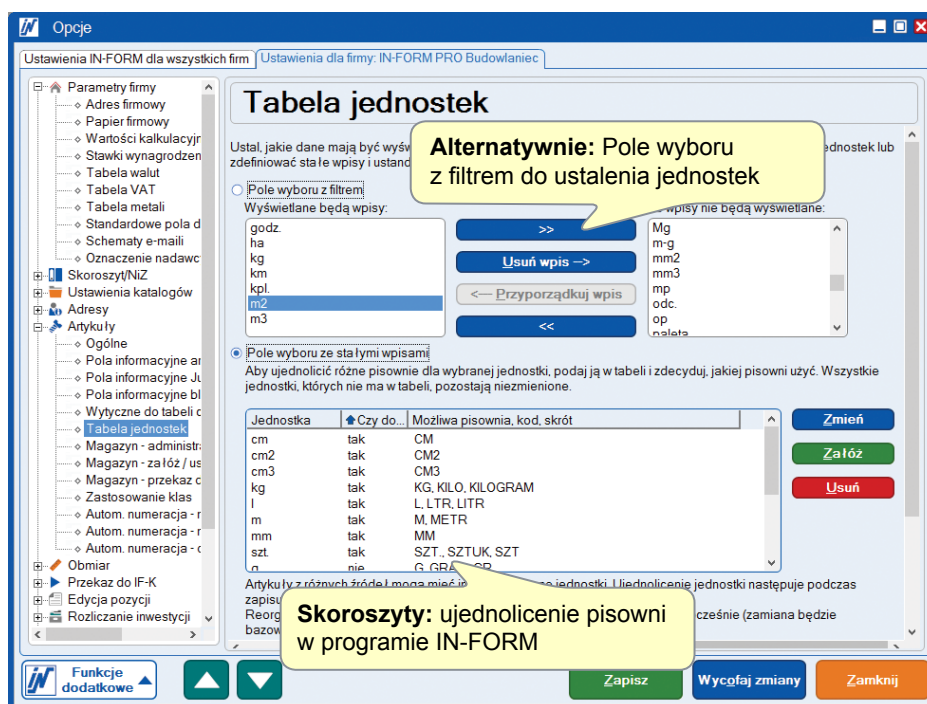 Opcje
Ustawienia IN-FORM dla wszystkich firm
Ustawienia dla firmy: IN-FORM PRO Budowlaniec
Parametry firmy
Adres firmowy
Papier firmowy
Wartości kalkulacyjn
Stawki wynagrodzen
Tabela walut
Tabela VAT
Tabela metali
Standardowe pola d
Schematy e-maili
Oznaczenie nadawc
Skoroszyt/NiZ
Ustawienia katalogów
Adresy
Artykuły
Ogólne
Pola informacyjne ar
Pola informacyjne Ju
Pola informacyjne bl
Wytyczne do tabeli c
Tabela jednostek
Magazyn - administra
Magazyn - załóż / us
Magazyn - przekaz d
Zastosowanie klas
Autom. numeracja - r
Autom. numeracja - r
Autom. numeracja - c
Obmiar
Przekaz do IF-K
Edycja pozycji
Rozliczanie inwestycji
Tabela jednostek
Ustal, jakie dane mają być wyśw
ednostek lub
zdefiniować stałe wpisy i ustand
Alternatywnie: Pole wyboru
z filtrem do ustalenia jednostek
Pole wyboru z filtrem
Wyświetlane będą wpisy:
wpisy nie będą wyświetlane:
godz.
ha
kg
km
kpl.
m2
m3
>>
Usuń wpis -->
<-- Przyporządkuj wpis
<<
Mg
m-g
mm2
mm3
mp
odc.
op
paleta
Pole wyboru ze stałymi wpisami
Aby ujednolicić różne pisownie dla wybranej jednostki, podaj ją w tabeli i zdecyduj, jakiej pisowni użyć. Wszystkie
jednostki, których nie ma w tabeli, pozostają niezmienione.
Jednostka Czy do... Możliwa pisownia, kod, skrót
cm tak CM
cm2 tak CM2
cm3 tak CM3
kg tak KG, KILO, KILOGRAM
l tak L, LTR, LITR
m tak M, METR
mm tak MM
szt. tak SZT., SZTUK, SZT
g nie G, GRAM, GR
Zmień
Załóż
Usuń
Artykuły z różnych źródeł mogą mieć jednostki. Ujednolicenie jednostki następuje podczas
zapisu
Reorg
cześnie (zamiana będzie
bazow
Skoroszyty: ujednolicenie pisowni
w programie IN-FORM
Funkcje
dodatkowe
Zapisz
Wycofaj zmiany
Zamknij